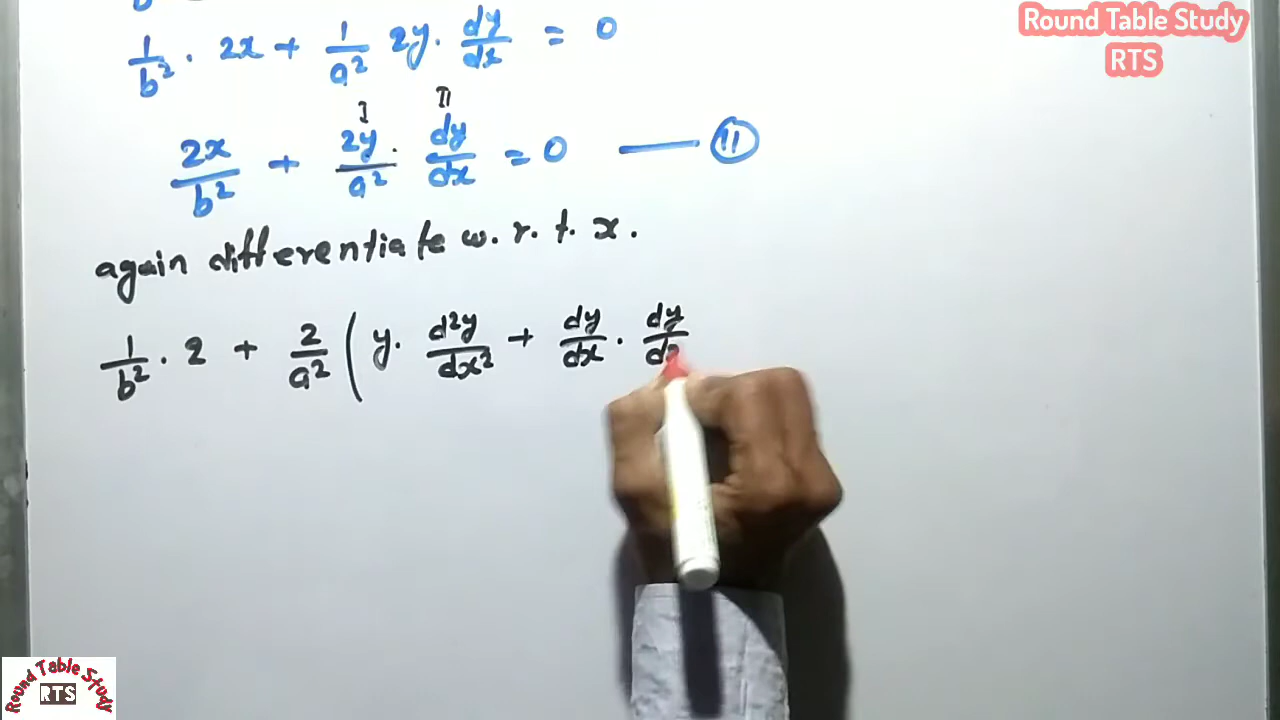 Round Table Study
RTS
1/b² · 2x + 1/a² 2y · dy/dx = 0
I II
2x/b² + 2y/a² · dy/dx = 0 —— (11)
again differentiate w. r. t. x.
1/b² · 2 + 2/a² ( y · d²y/dx² + dy/dx · dy/dx
Round Table Study
RTS